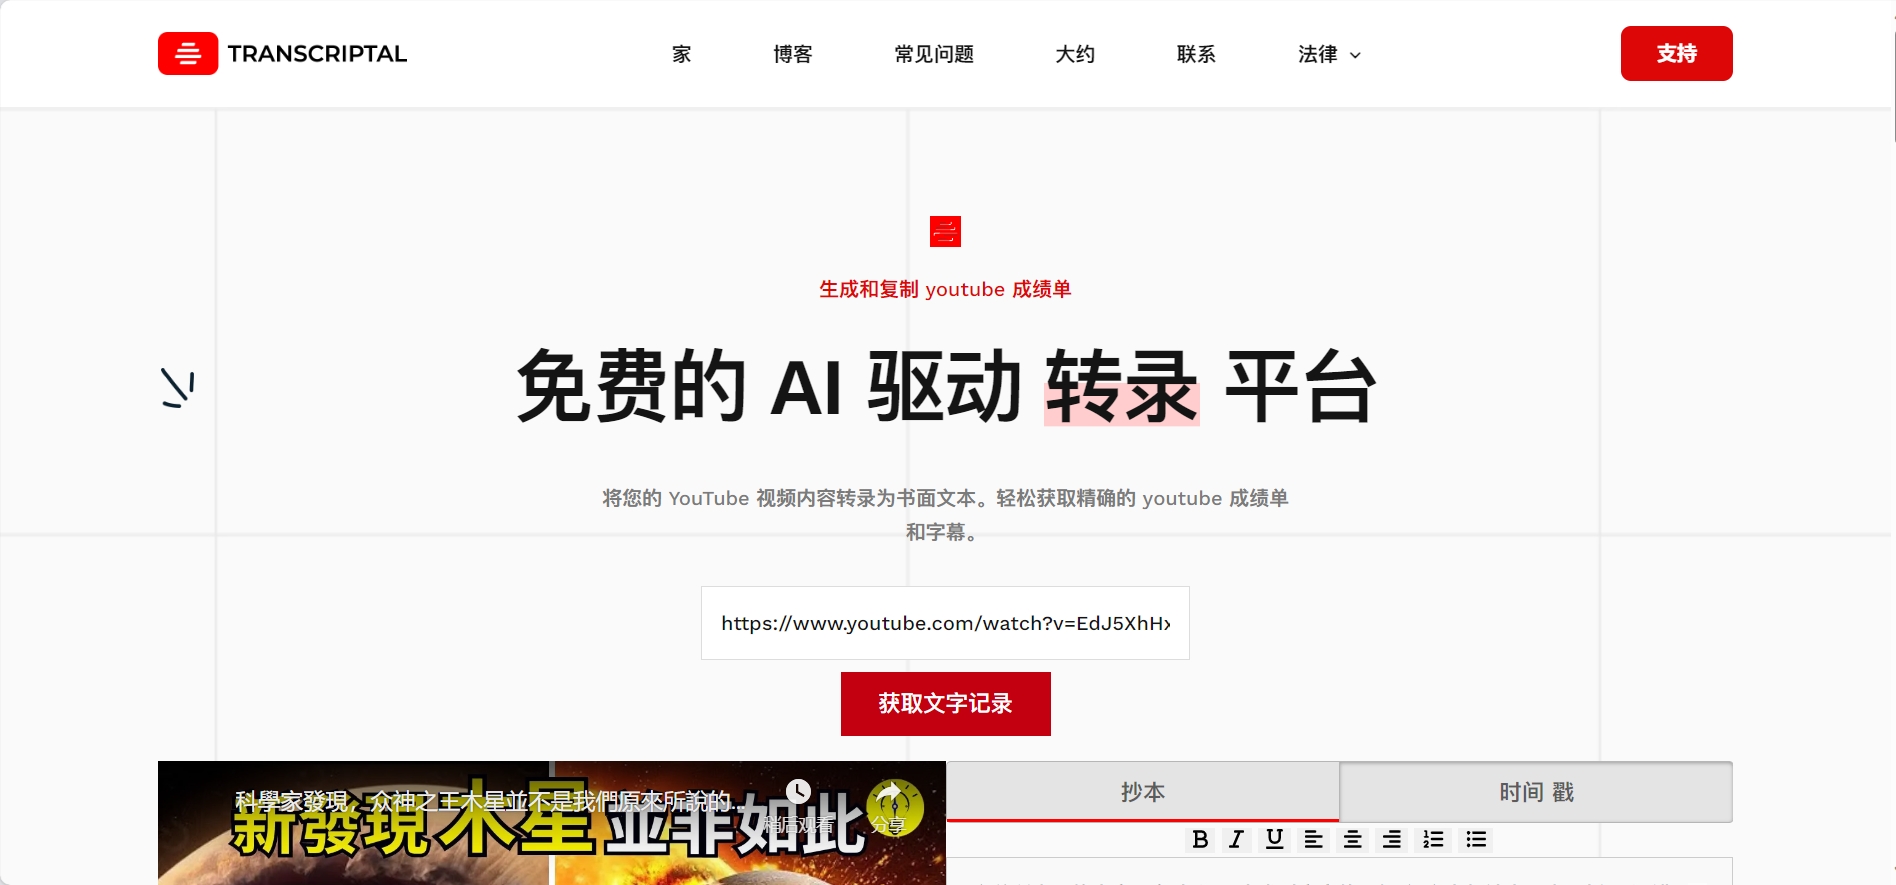 TRANSCRIPTAL
家
博客
常见问题
大约
联系
法律
支持
生成和复制 youtube 成绩单
免费的 AI 驱动 转录 平台
将您的 YouTube 视频内容转录为书面文本。轻松获取精确的 youtube 成绩单
和字幕。
https://www.youtube.com/watch?v=EdJ5XhHx
获取文字记录
科學家發現，众神之王木星並不是我們原來所說的...
稍后观看
分享
新發現木星並非如此
抄本
时间 戳